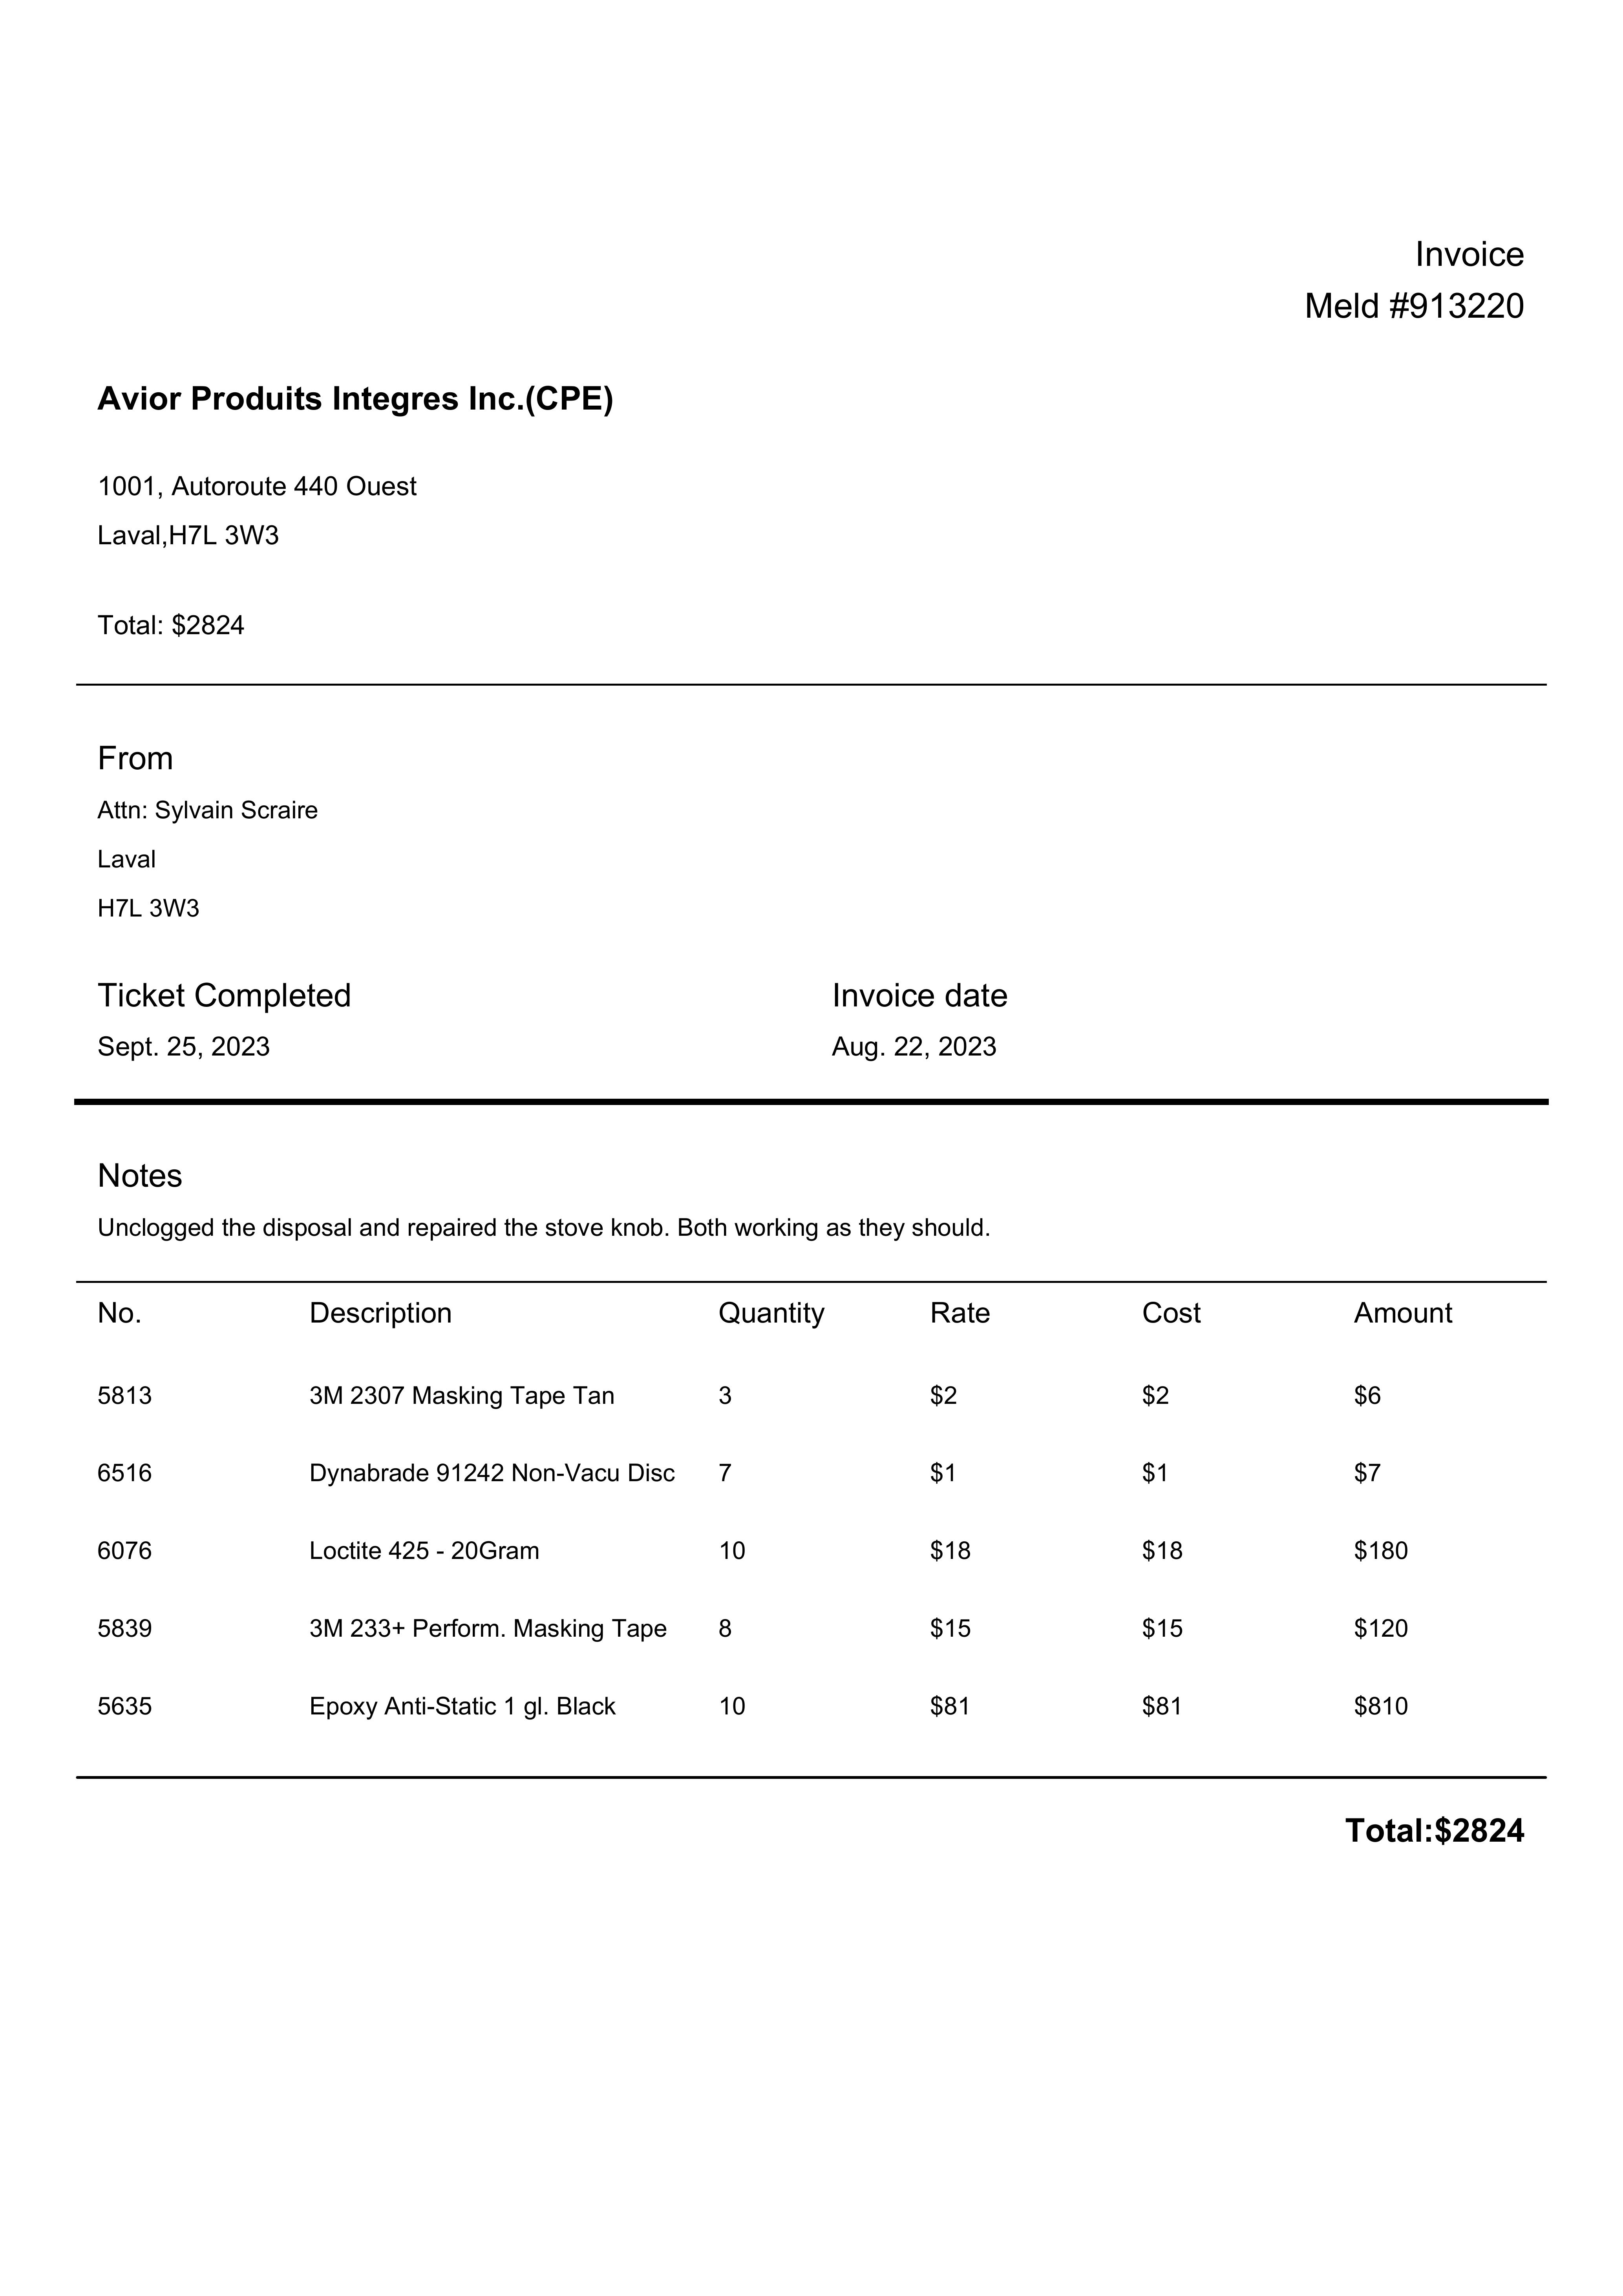 Invoice
Meld #913220
Avior Produits Integres Inc.(CPE)
1001, Autoroute 440 Ouest
Laval,H7L 3W3
Total: $2824
From
Attn: Sylvain Scraire
Laval
H7L 3W3
Ticket Completed Invoice date
Sept. 25, 2023 Aug. 22, 2023
Notes
Unclogged the disposal and repaired the stove knob. Both working as they should.
No. Description Quantity Rate Cost Amount
5813 3M 2307 Masking Tape Tan 3 $2 $2 $6
6516 Dynabrade 91242 Non-Vacu Disc 7 $1 $1 $7
6076 Loctite 425 - 20Gram 10 $18 $18 $180
5839 3M 233+ Perform. Masking Tape 8 $15 $15 $120
5635 Epoxy Anti-Static 1 gl. Black 10 $81 $81 $810
Total:$2824